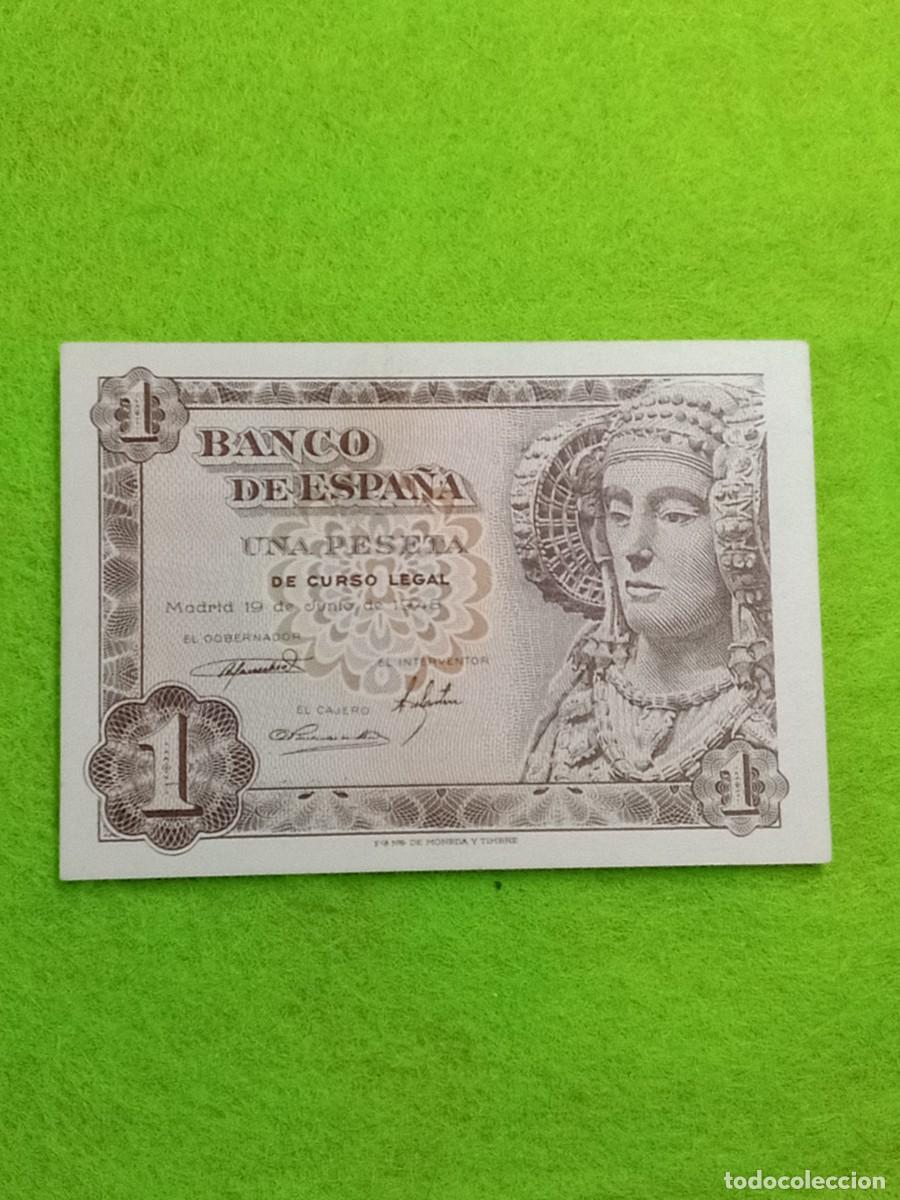 1
BANCO
DE ESPAÑA
UNA PESETA
DE CURSO LEGAL
Madrid 19 de Junio de 1948
EL GOBERNADOR
EL INTERVENTOR
EL CAJERO
1
1
DE MONEDA Y TIMBRE
todocoleccion